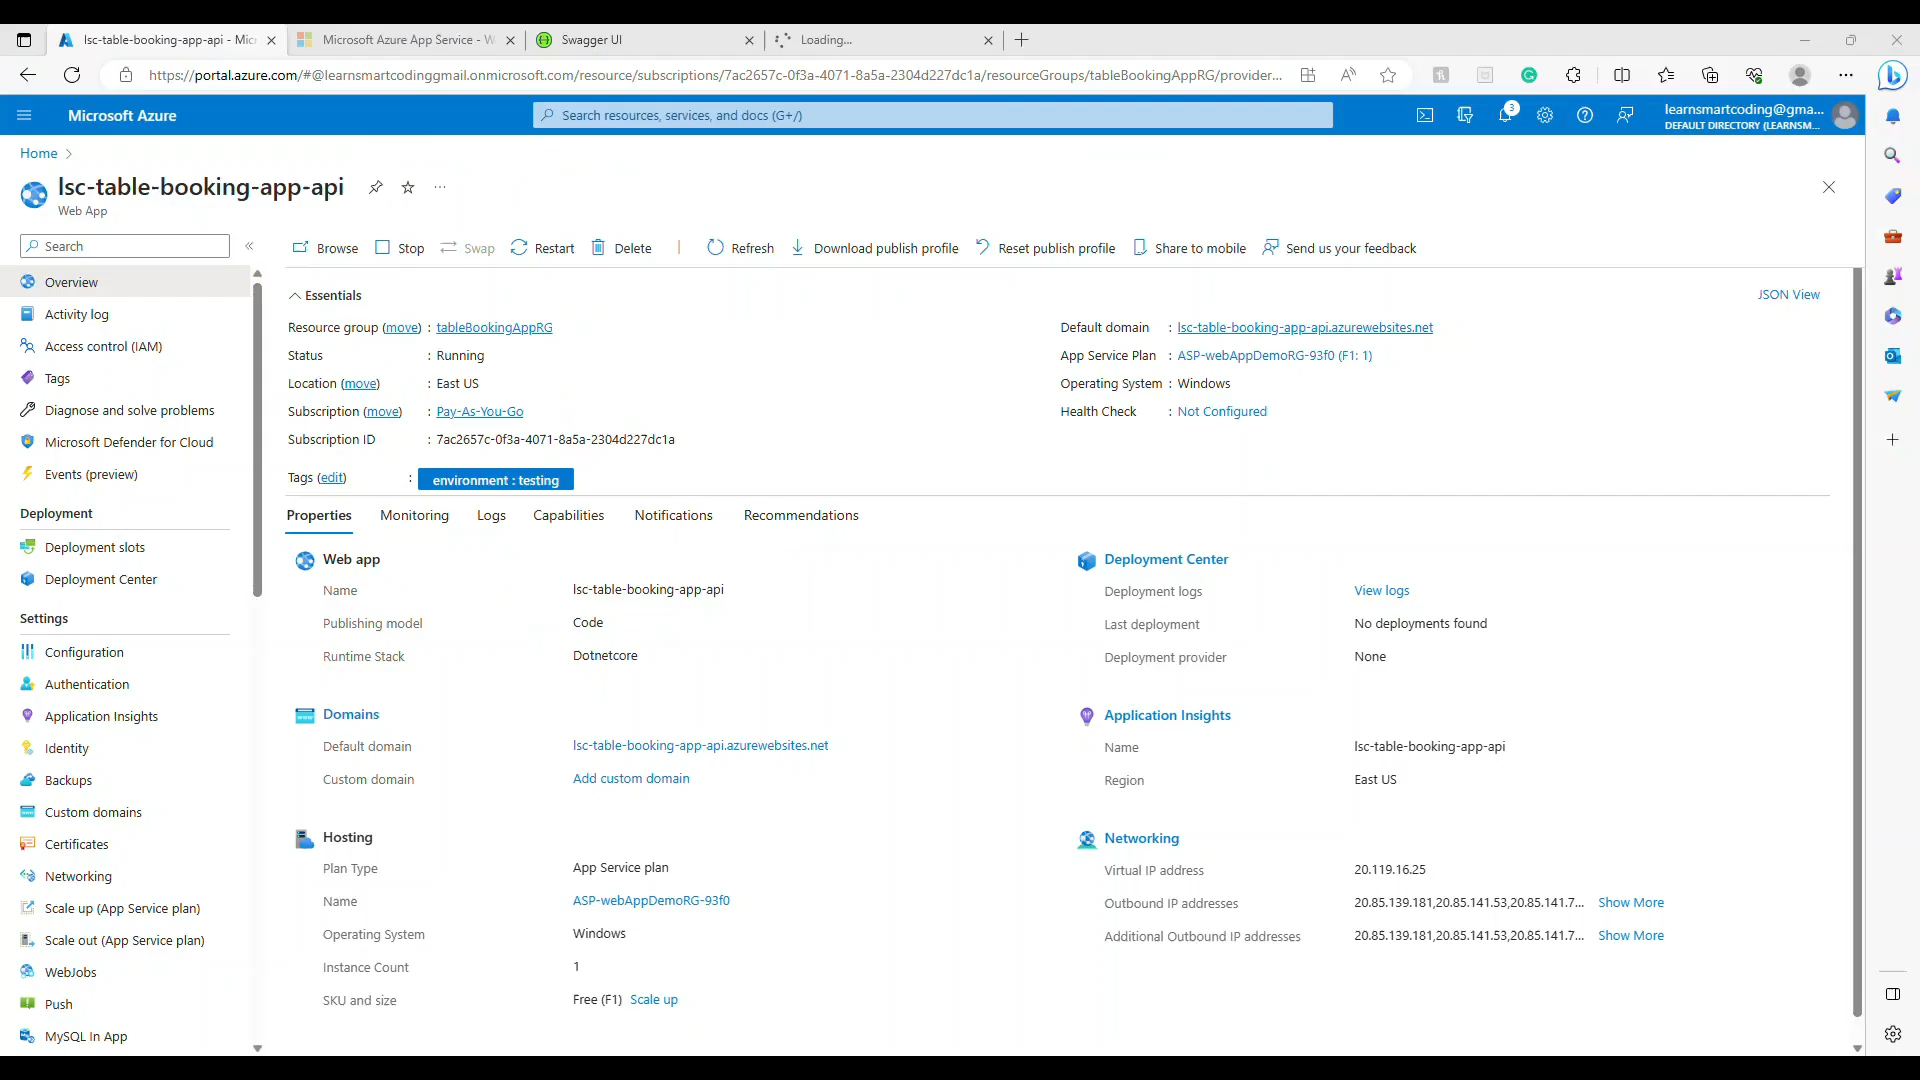 lsc-table-booking-app-api - Mic
Microsoft Azure App Service - W
Swagger UI
Loading...
https://portal.azure.com/#@learnsmartcodinggmail.onmicrosoft.com/resource/subscriptions/7ac2657c-0f3a-4071-8a5a-2304d227dc1a/resourceGroups/tableBookingAppRG/provider...
Microsoft Azure
Search resources, services, and docs (G+/)
3
learnsmartcoding@gma...
DEFAULT DIRECTORY (LEARNSM...
Home
lsc-table-booking-app-api
Web App
Search
Browse Stop Swap Restart Delete Refresh Download publish profile Reset publish profile Share to mobile Send us your feedback
Overview
Activity log
Access control (IAM)
Tags
Diagnose and solve problems
Microsoft Defender for Cloud
Events (preview)
Deployment
Deployment slots
Deployment Center
Settings
Configuration
Authentication
Application Insights
Identity
Backups
Custom domains
Certificates
Networking
Scale up (App Service plan)
Scale out (App Service plan)
WebJobs
Push
MySQL In App
Essentials
JSON View
Resource group (move) : tableBookingAppRG
Status : Running
Location (move) : East US
Subscription (move) : Pay-As-You-Go
Subscription ID : 7ac2657c-0f3a-4071-8a5a-2304d227dc1a
Default domain : lsc-table-booking-app-api.azurewebsites.net
App Service Plan : ASP-webAppDemoRG-93f0 (F1: 1)
Operating System : Windows
Health Check : Not Configured
Tags (edit) : environment : testing
Properties Monitoring Logs Capabilities Notifications Recommendations
Web app
Name lsc-table-booking-app-api
Publishing model Code
Runtime Stack Dotnetcore
Domains
Default domain lsc-table-booking-app-api.azurewebsites.net
Custom domain Add custom domain
Hosting
Plan Type App Service plan
Name ASP-webAppDemoRG-93f0
Operating System Windows
Instance Count 1
SKU and size Free (F1) Scale up
Deployment Center
Deployment logs View logs
Last deployment No deployments found
Deployment provider None
Application Insights
Name lsc-table-booking-app-api
Region East US
Networking
Virtual IP address 20.119.16.25
Outbound IP addresses 20.85.139.181,20.85.141.53,20.85.141.7... Show More
Additional Outbound IP addresses 20.85.139.181,20.85.141.53,20.85.141.7... Show More